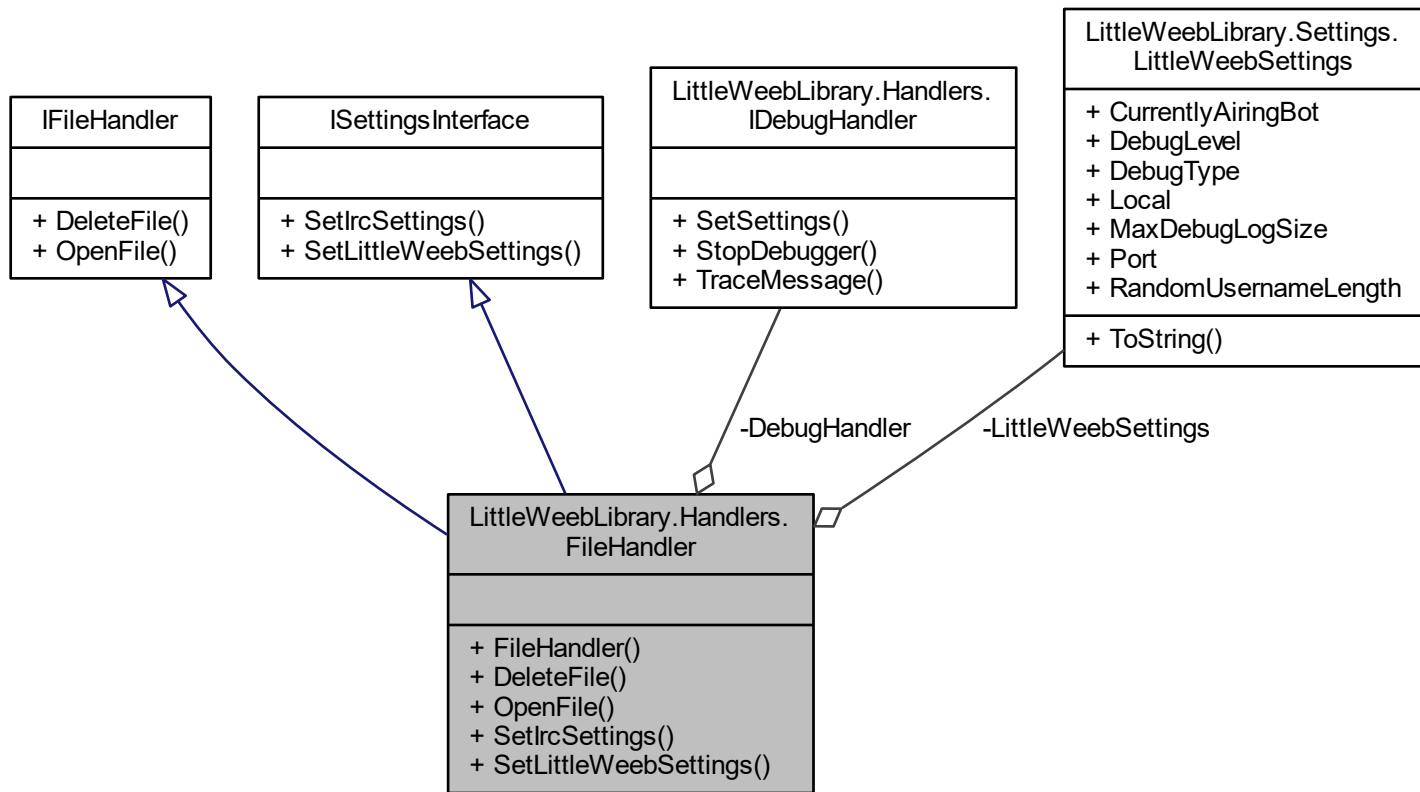 IFileHandler
+ DeleteFile()
+ OpenFile()
ISettingsInterface
+ SetIrcSettings()
+ SetLittleWeebSettings()
LittleWeebLibrary.Handlers.
IDebugHandler
+ SetSettings()
+ StopDebugger()
+ TraceMessage()
LittleWeebLibrary.Settings.
LittleWeebSettings
+ CurrentlyAiringBot
+ DebugLevel
+ DebugType
+ Local
+ MaxDebugLogSize
+ Port
+ RandomUsernameLength
+ ToString()
-DebugHandler
-LittleWeebSettings
LittleWeebLibrary.Handlers.
FileHandler
+ FileHandler()
+ DeleteFile()
+ OpenFile()
+ SetIrcSettings()
+ SetLittleWeebSettings()